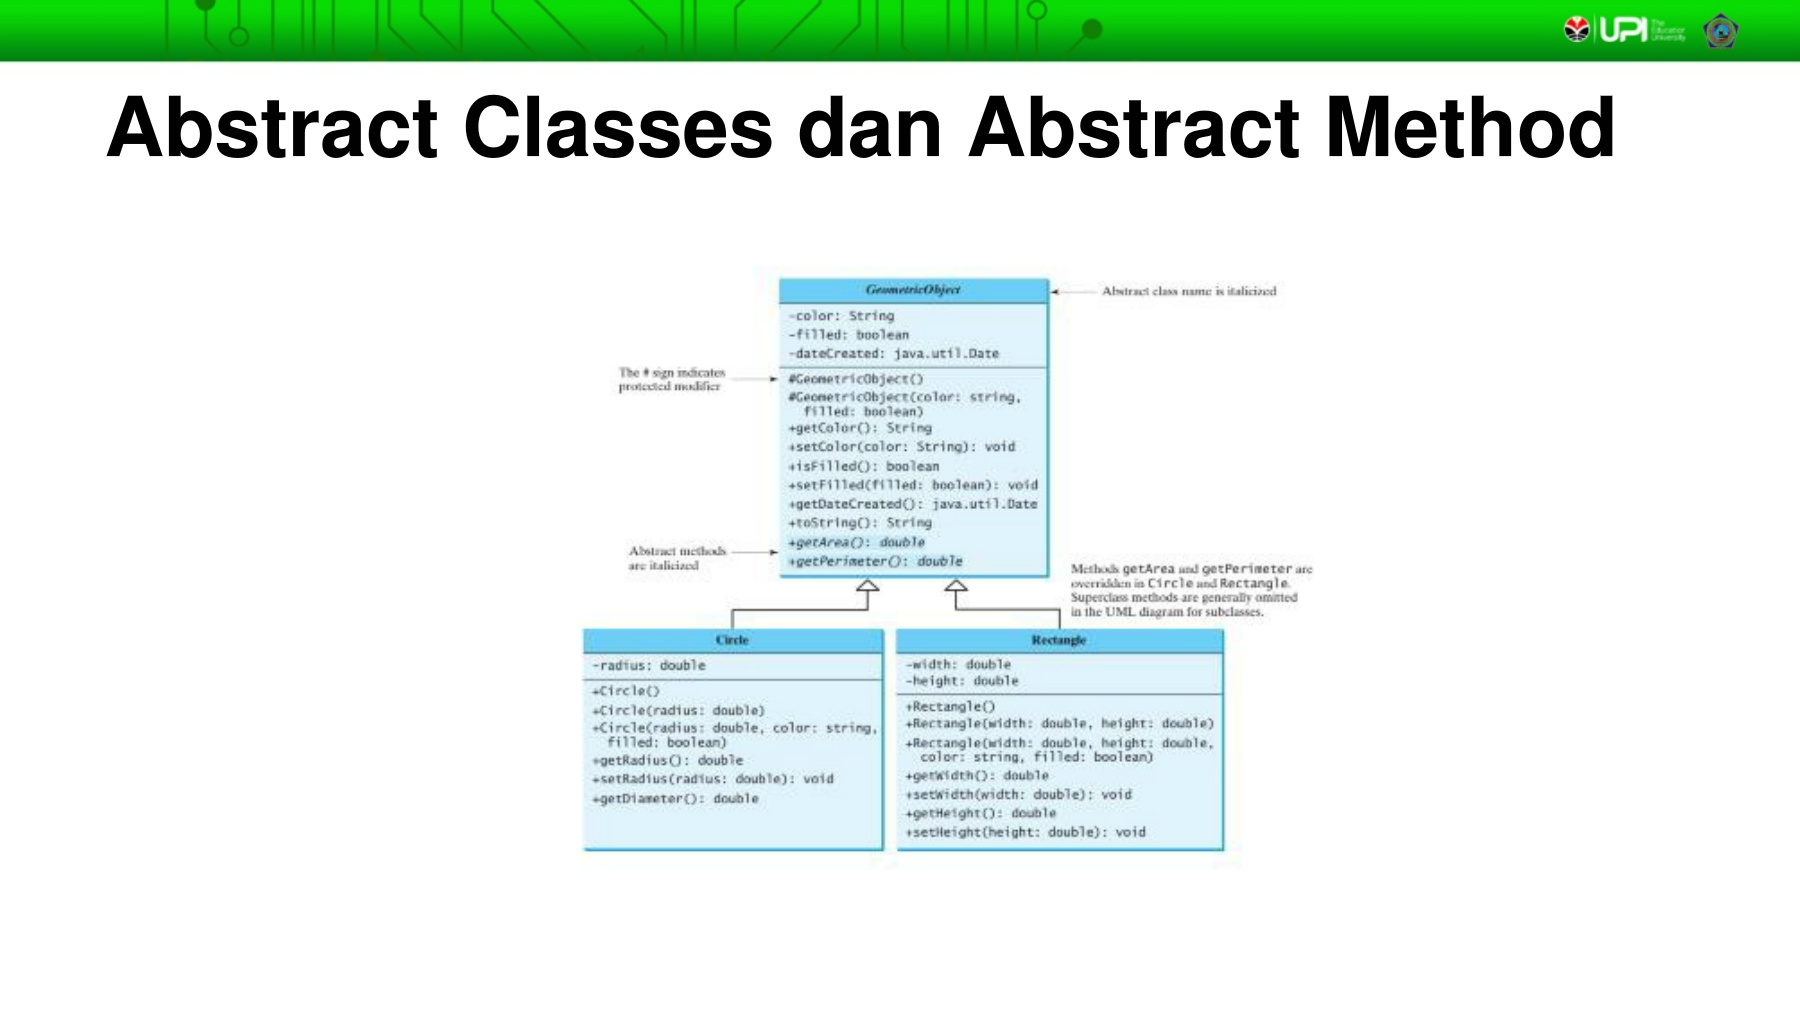 UPI
The
Education
University
Abstract Classes dan Abstract Method
GeometricObject
Abstract class name is italicized
-color: String
-filled: boolean
-dateCreated: java.util.Date
The # sign indicates
protected modifier
#GeometricObject()
#GeometricObject(color: string,
filled: boolean)
+getColor(): String
+setColor(color: String): void
+isFilled(): boolean
+setFilled(filled: boolean): void
+getDateCreated(): java.util.Date
+toString(): String
Abstract methods
are italicized
+getArea(): double
+getPerimeter(): double
Methods getArea and getPerimeter are
overridden in Circle and Rectangle.
Superclass methods are generally omitted
in the UML diagram for subclasses.
Circle
-radius: double
+Circle()
+Circle(radius: double)
+Circle(radius: double, color: string,
filled: boolean)
+getRadius(): double
+setRadius(radius: double): void
+getDiameter(): double
Rectangle
-width: double
-height: double
+Rectangle()
+Rectangle(width: double, height: double)
+Rectangle(width: double, height: double,
color: string, filled: boolean)
+getWidth(): double
+setWidth(width: double): void
+getHeight(): double
+setHeight(height: double): void